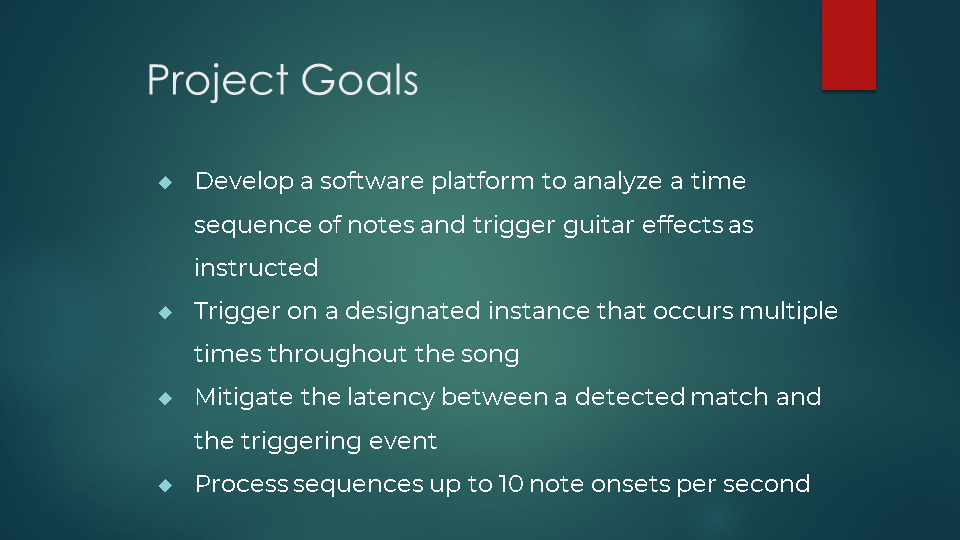 Project Goals
Develop a software platform to analyze a time
sequence of notes and trigger guitar effects as
instructed
Trigger on a designated instance that occurs multiple
times throughout the song
Mitigate the latency between a detected match and
the triggering event
Process sequences up to 10 note onsets per second